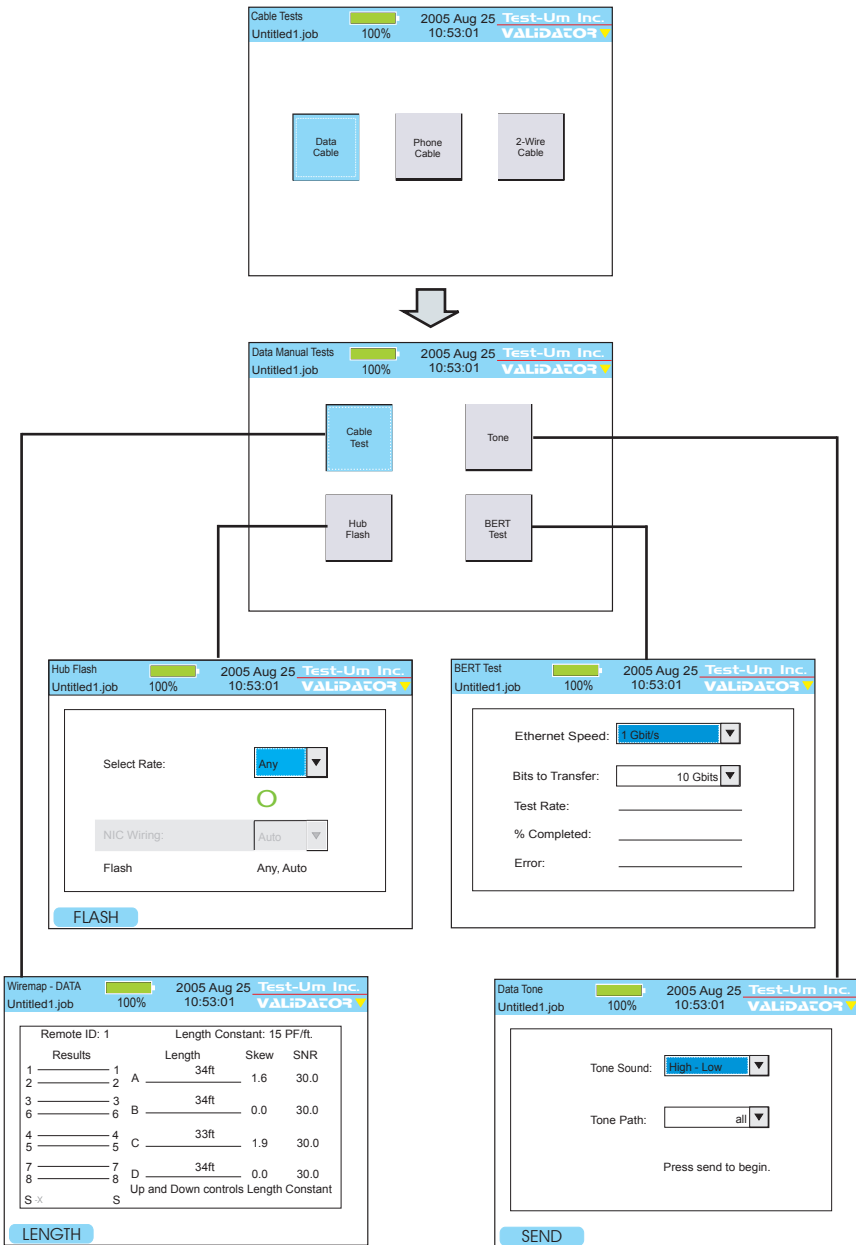 Cable Tests 2005 Aug 25 Test-Um Inc.
Untitled1.job 100% 10:53:01 VALIDATOR
Data Cable
Phone Cable
2-Wire Cable
Data Manual Tests 2005 Aug 25 Test-Um Inc.
Untitled1.job 100% 10:53:01 VALIDATOR
Cable Test
Tone
Hub Flash
BERT Test
Hub Flash 2005 Aug 25 Test-Um Inc.
Untitled1.job 100% 10:53:01 VALIDATOR
Select Rate: Any
NIC Wiring: Auto
Flash Any, Auto
FLASH
BERT Test 2005 Aug 25 Test-Um Inc.
Untitled1.job 100% 10:53:01 VALIDATOR
Ethernet Speed: 1 Gbit/s
Bits to Transfer: 10 Gbits
Test Rate:
% Completed:
Error:
Wiremap - DATA 2005 Aug 25 Test-Um Inc.
Untitled1.job 100% 10:53:01 VALIDATOR
Remote ID: 1 Length Constant: 15 PF/ft.
Results Length Skew SNR
1 1
2 2 A 34ft 1.6 30.0
3 3
6 6 B 34ft 0.0 30.0
4 4
5 5 C 33ft 1.9 30.0
7 7
8 8 D 34ft 0.0 30.0
Up and Down controls Length Constant
S -X S
LENGTH
Data Tone 2005 Aug 25 Test-Um Inc.
Untitled1.job 100% 10:53:01 VALIDATOR
Tone Sound: High - Low
Tone Path: all
Press send to begin.
SEND